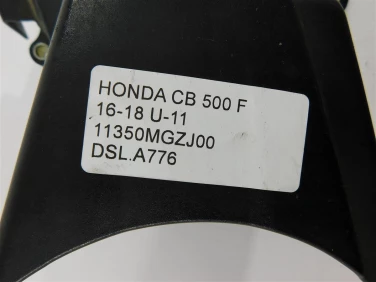 HONDA CB 500 F
16-18 U-11
11350MGZJ00
DSL.A776